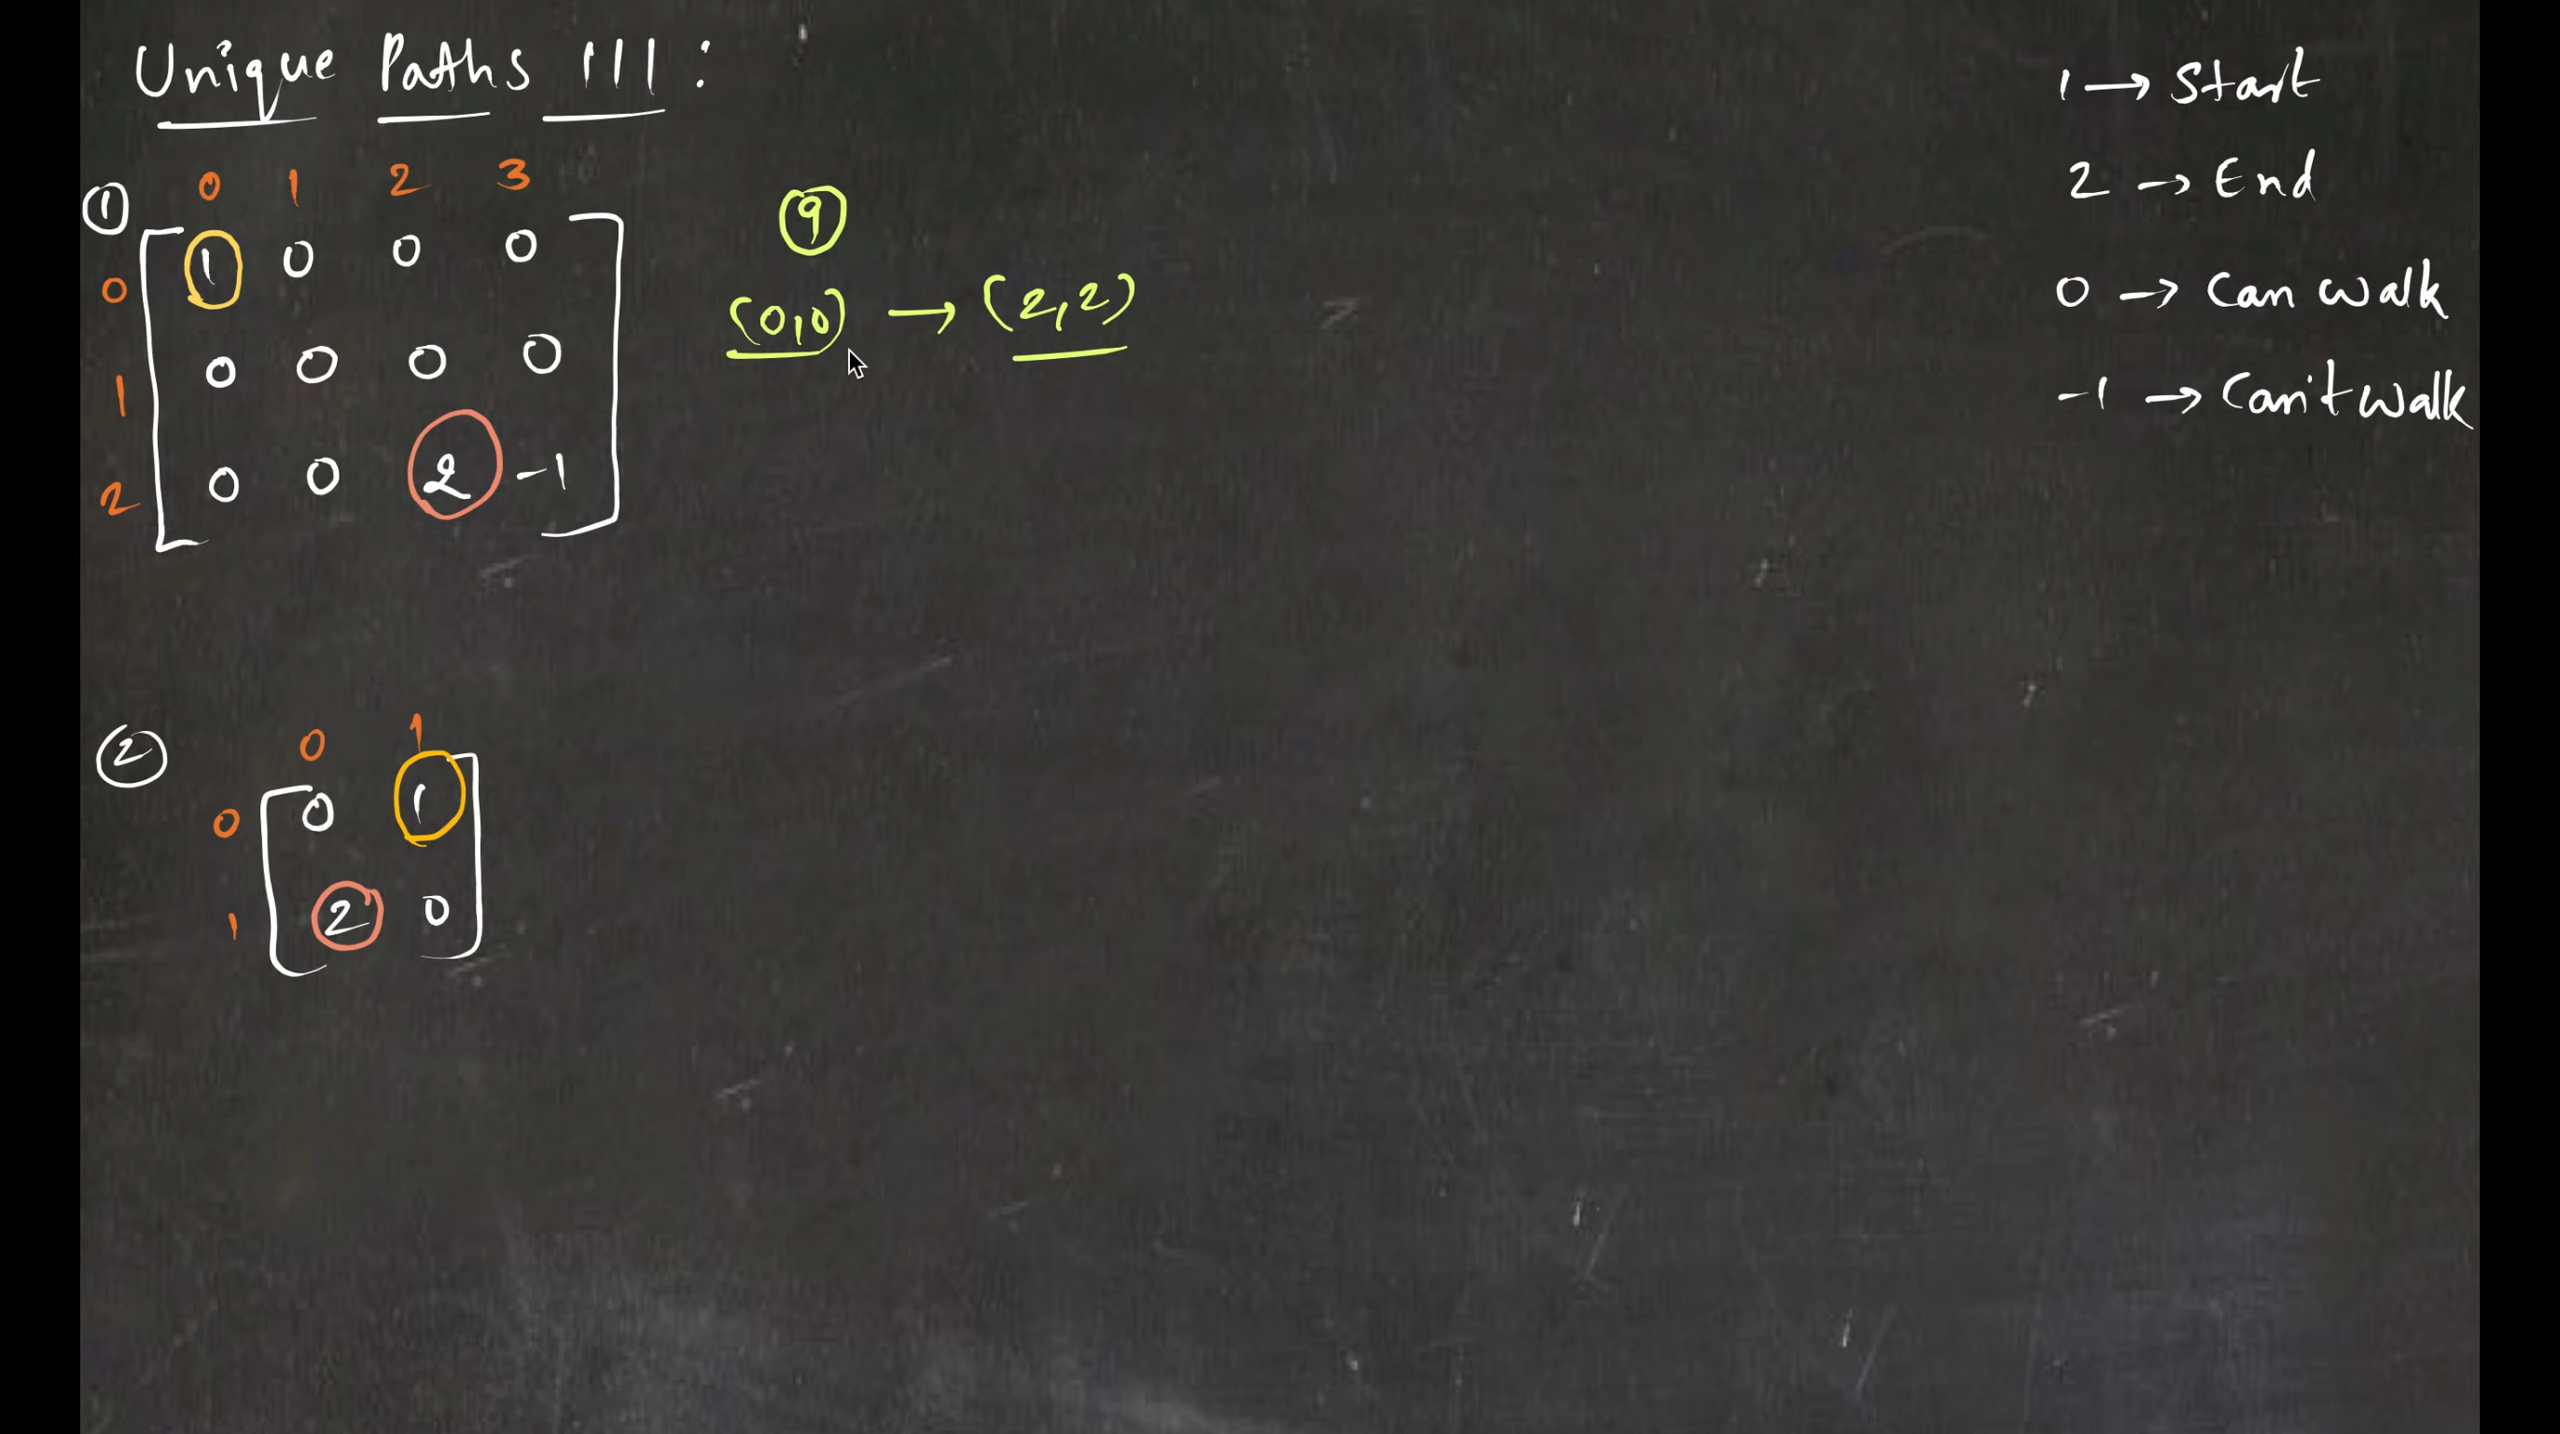 Unique Paths III :
0 1 2 3
①
0 1 0 0 0
1 0 0 0 0
2 0 0 2 -1
⑨
(0,0) → (2,2)
②
0 1
0 0 1
1 2 0
1 → Start
2 → End
0 → Can walk
-1 → Can't walk